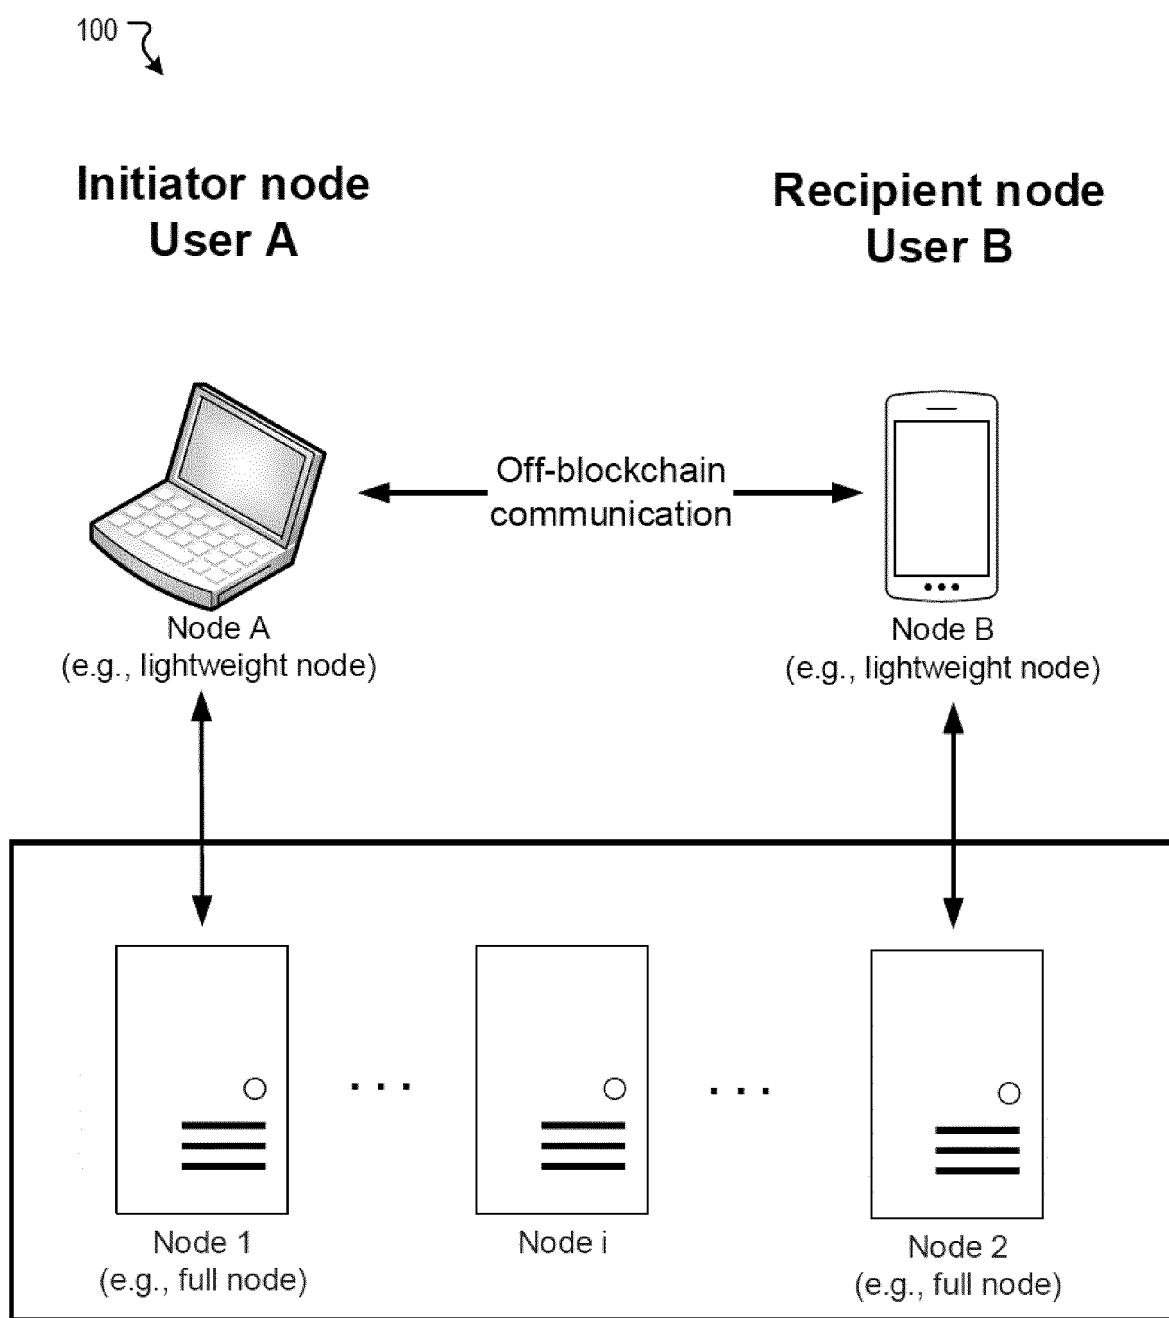 100
Initiator node
User A
Recipient node
User B
Off-blockchain
communication
Node A
(e.g., lightweight node)
Node B
(e.g., lightweight node)
Node 1
(e.g., full node)
Node i
Node 2
(e.g., full node)